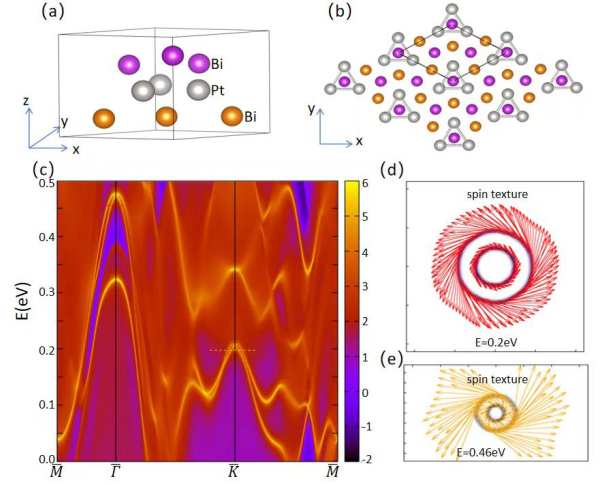 (a)
Bi
Pt
Bi
z
y
x
(b)
y
x
(c)
E(eV)
0.5
0.4
0.3
0.2
0.1
0.0
M̅
Γ̅
K̅
M̅
6
5
4
3
2
1
0
-1
-2
(d)
spin texture
E=0.2eV
(e)
spin texture
E=0.46eV